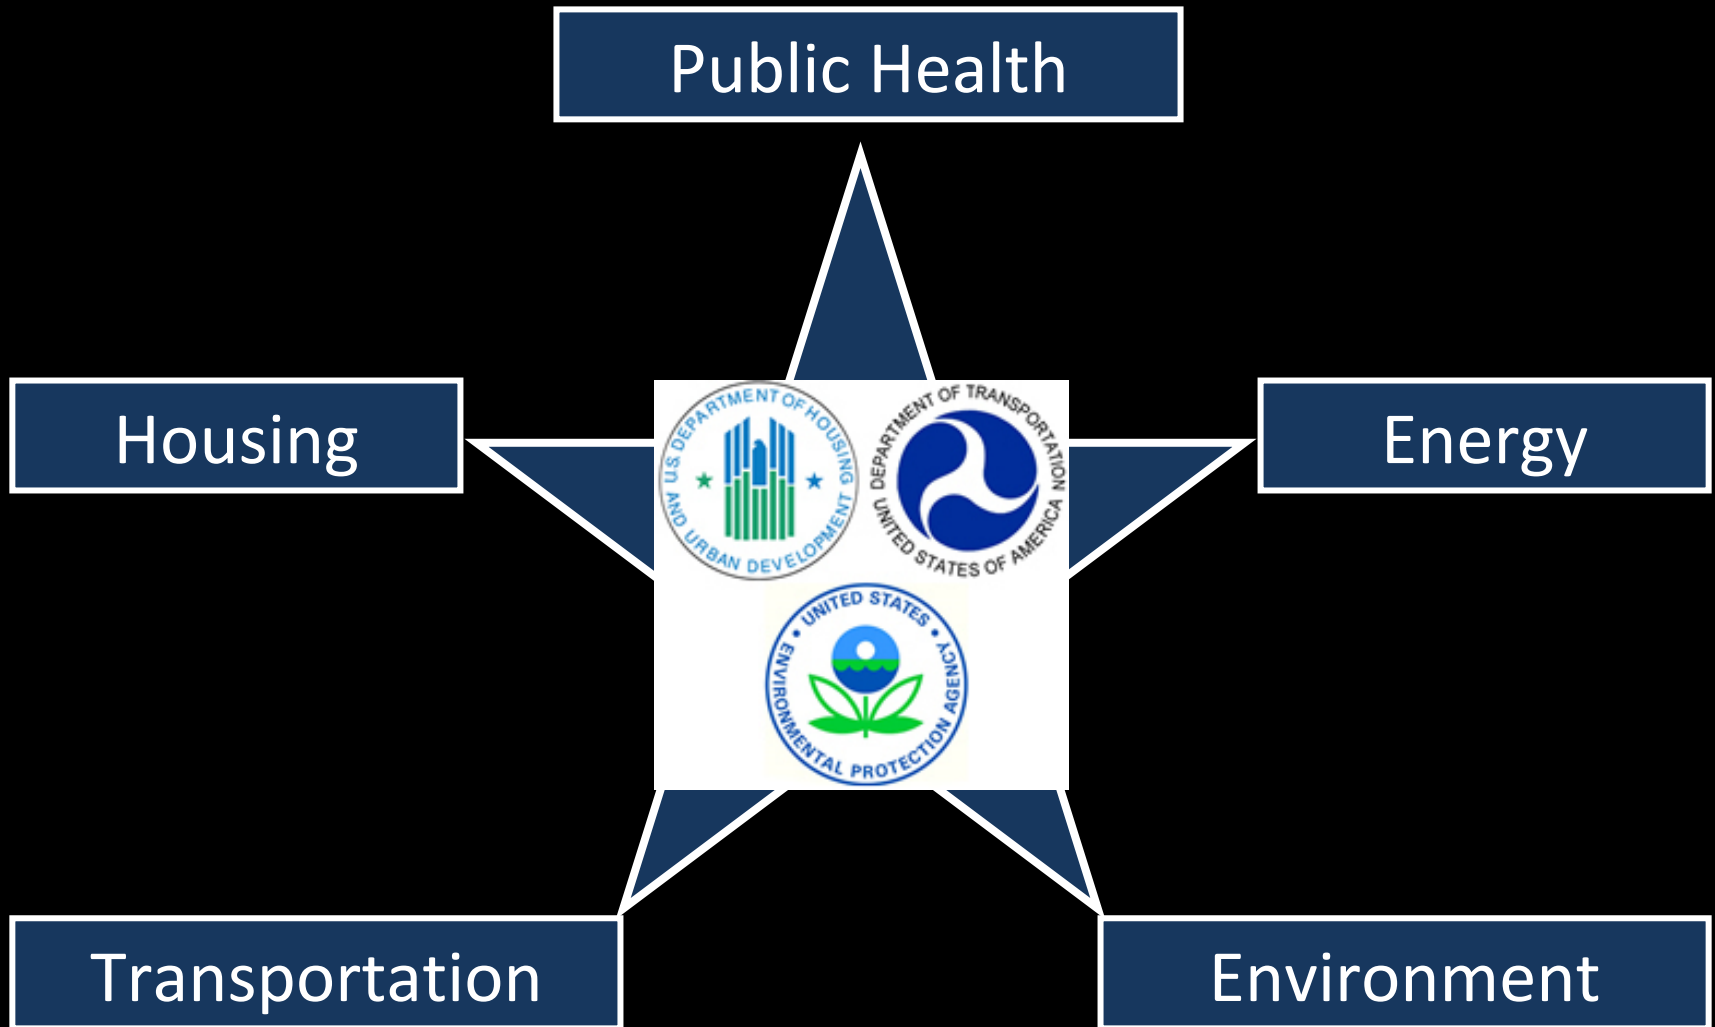 Public Health
Housing
Energy
U.S. DEPARTMENT OF HOUSING
AND URBAN DEVELOPMENT
DEPARTMENT OF TRANSPORTATION
UNITED STATES OF AMERICA
UNITED STATES
ENVIRONMENTAL PROTECTION AGENCY
Transportation
Environment